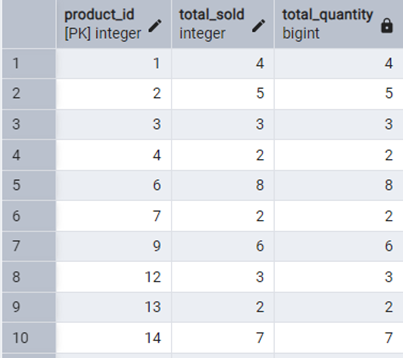 product_id total_sold total_quantity
[PK] integer integer bigint
1 1 4 4
2 2 5 5
3 3 3 3
4 4 2 2
5 6 8 8
6 7 2 2
7 9 6 6
8 12 3 3
9 13 2 2
10 14 7 7